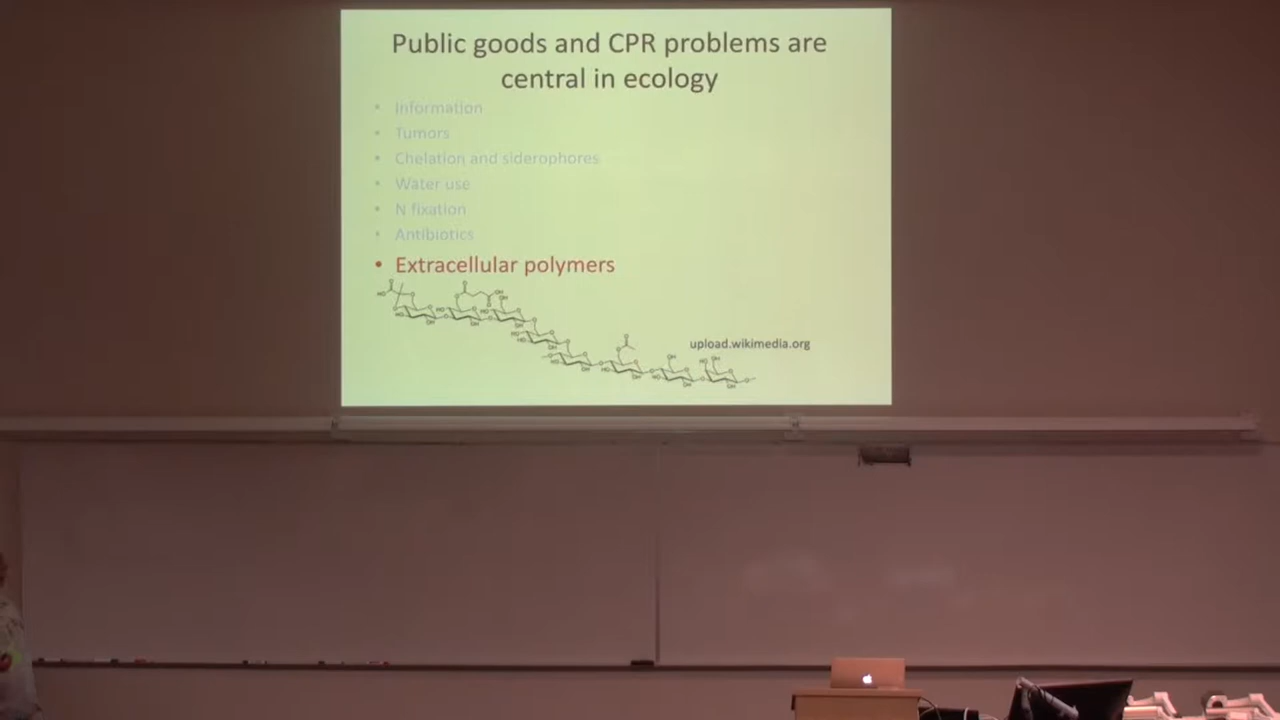 Public goods and CPR problems are
central in ecology
• Information
• Tumors
• Chelation and siderophores
• Water use
• N fixation
• Antibiotics
• Extracellular polymers
upload.wikimedia.org